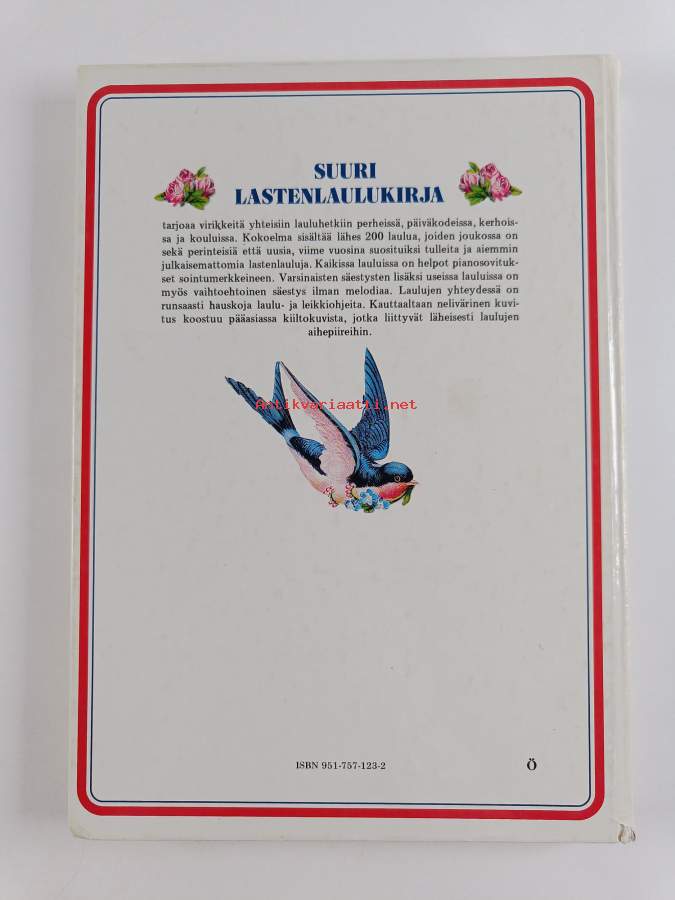 SUURI
LASTENLAULUKIRJA
tarjoaa virikkeitä yhteisiin lauluhetkiin perheissä, päiväkodeissa, kerhois-
sa ja kouluissa. Kokoelma sisältää lähes 200 laulua, joiden joukossa on
sekä perinteisiä että uusia, viime vuosina suosituiksi tulleita ja aiemmin
julkaisemattomia lastenlauluja. Kaikissa lauluissa on helpot pianosovituk-
set sointumerkkeineen. Varsinaisten säestysten lisäksi useissa lauluissa on
myös vaihtoehtoinen säestys ilman melodiaa. Laulujen yhteydessä on
runsaasti hauskoja laulu- ja leikkiohjeita. Kauttaaltaan nelivärinen kuvi-
tus koostuu pääasiassa kiiltokuvista, jotka liittyvät läheisesti laulujen
aihepiireihin.
Antikvariaatti.net
ISBN 951-757-123-2
Ö